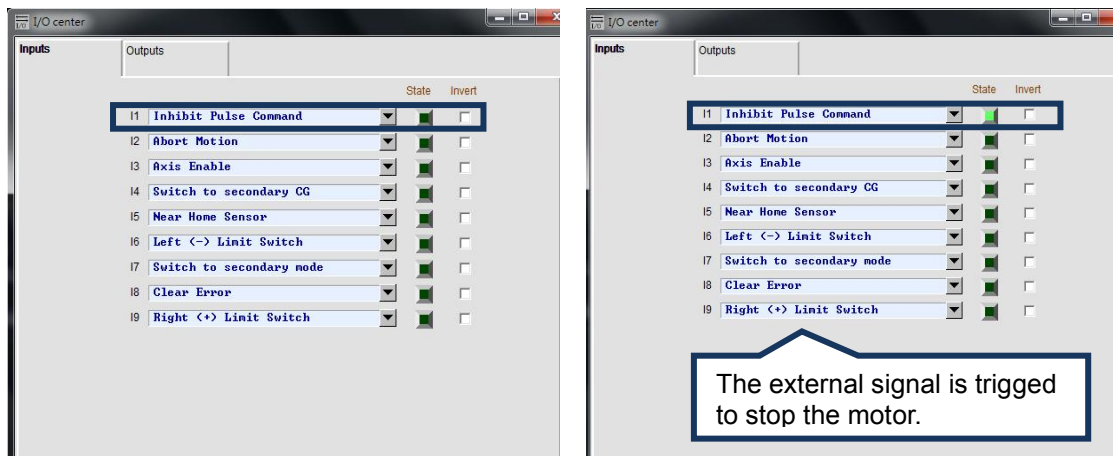 I/O center
Inputs
Outputs
State Invert
I1 Inhibit Pulse Command
I2 Abort Motion
I3 Axis Enable
I4 Switch to secondary CG
I5 Near Home Sensor
I6 Left (-) Limit Switch
I7 Switch to secondary mode
I8 Clear Error
I9 Right (+) Limit Switch
I/O center
Inputs
Outputs
State Invert
I1 Inhibit Pulse Command
I2 Abort Motion
I3 Axis Enable
I4 Switch to secondary CG
I5 Near Home Sensor
I6 Left (-) Limit Switch
I7 Switch to secondary mode
I8 Clear Error
I9 Right (+) Limit Switch
The external signal is trigged
to stop the motor.